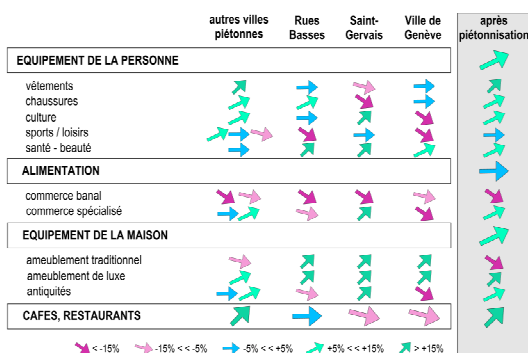 autres villes piétonnes Rues Basses Saint-Gervais Ville de Genève après piétonnisation
EQUIPEMENT DE LA PERSONNE
vêtements
chaussures
culture
sports / loisirs
santé - beauté
ALIMENTATION
commerce banal
commerce spécialisé
EQUIPEMENT DE LA MAISON
ameublement traditionnel
ameublement de luxe
antiquités
CAFES, RESTAURANTS
< -15% -15% < < -5% -5% < < +5% +5% < < +15% > +15%